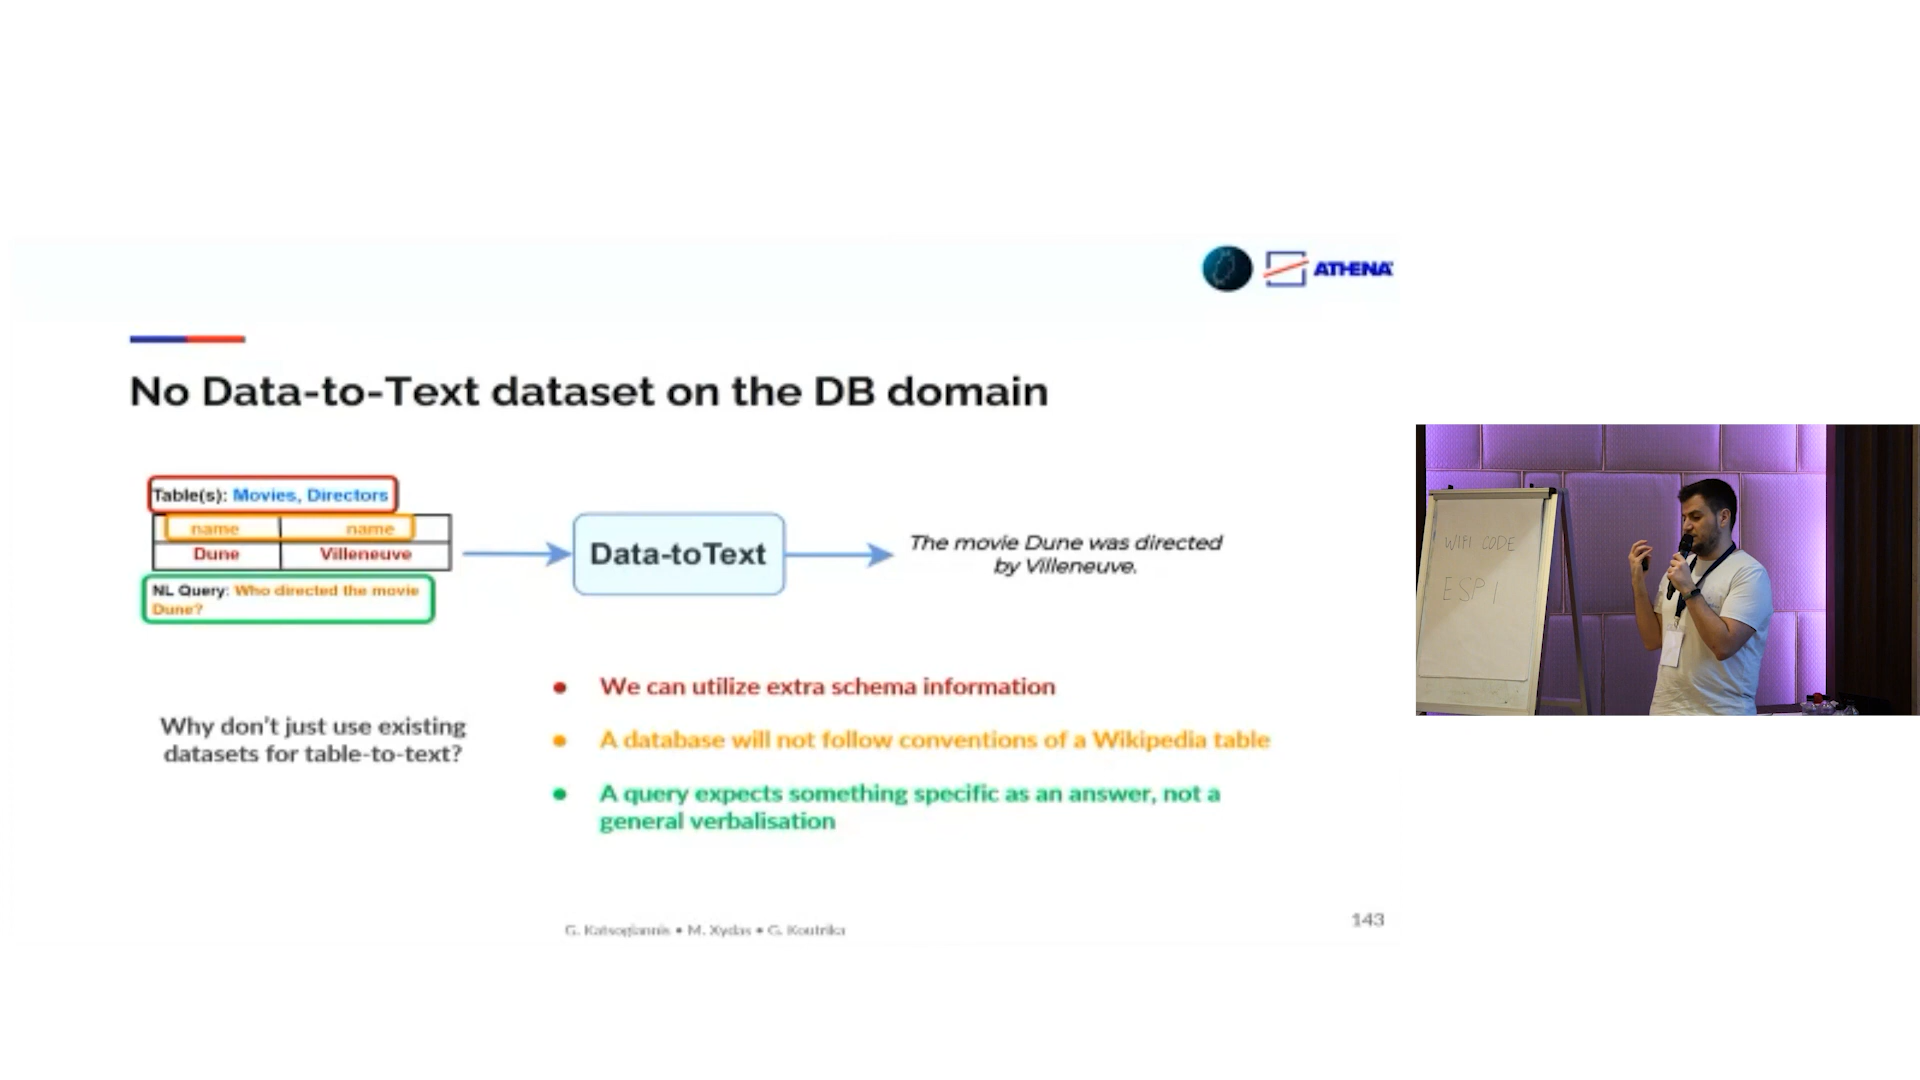 ATHENA
No Data-to-Text dataset on the DB domain
Table(s): Movies, Directors
name name
Dune Villeneuve
NL Query: Who directed the movie
Dune?
Data-toText
The movie Dune was directed
by Villeneuve.
Why don't just use existing
datasets for table-to-text?
• We can utilize extra schema information
• A database will not follow conventions of a Wikipedia table
• A query expects something specific as an answer, not a
general verbalisation
G. Katsogiannis • M. Xydas • G. Koutrika
143
WIFI CODE
ESP1